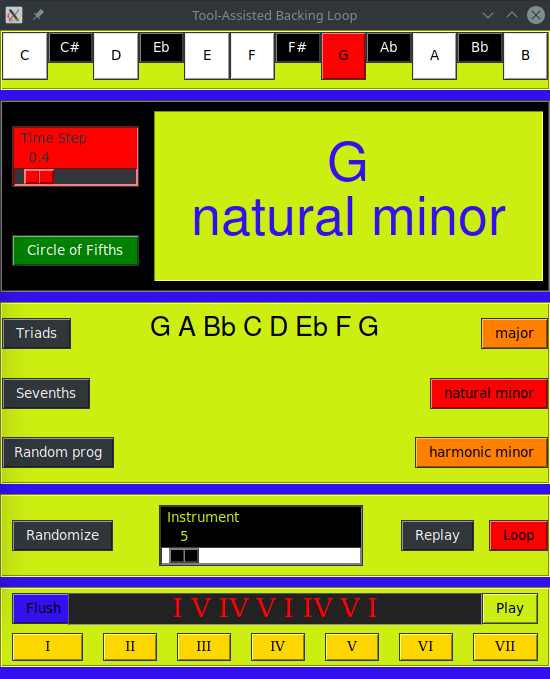 Tool-Assisted Backing Loop
C C# D Eb E F F# G Ab A Bb B
Time Step
0.4
G
natural minor
Circle of Fifths
G A Bb C D Eb F G
Triads
major
Sevenths
natural minor
Random prog
harmonic minor
Instrument
5
Randomize
Replay
Loop
Flush
I V IV V I IV V I
Play
I II III IV V VI VII